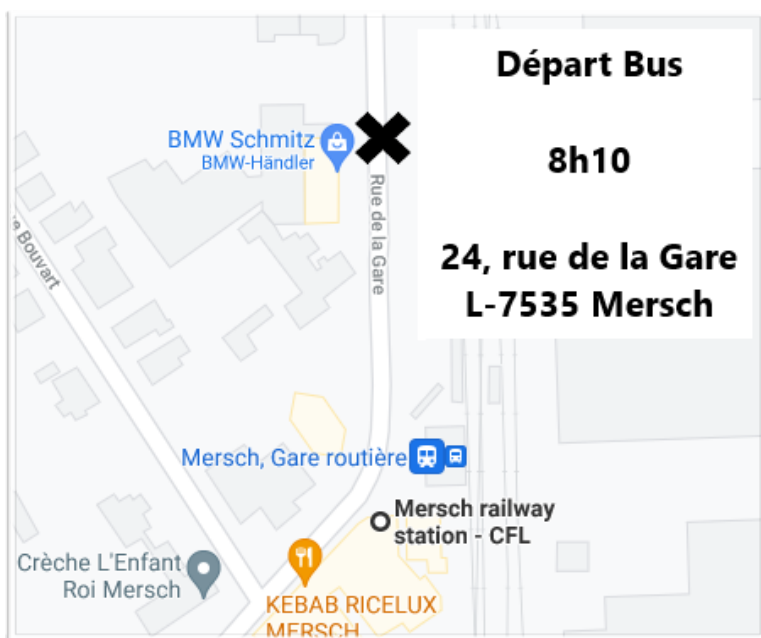 Départ Bus
8h10
24, rue de la Gare
L-7535 Mersch
BMW Schmitz
BMW-Händler
Rue de la Gare
Bouvart
Mersch, Gare routière
Mersch railway
station - CFL
Crèche L'Enfant
Roi Mersch
KEBAB RICELUX
MERSCH